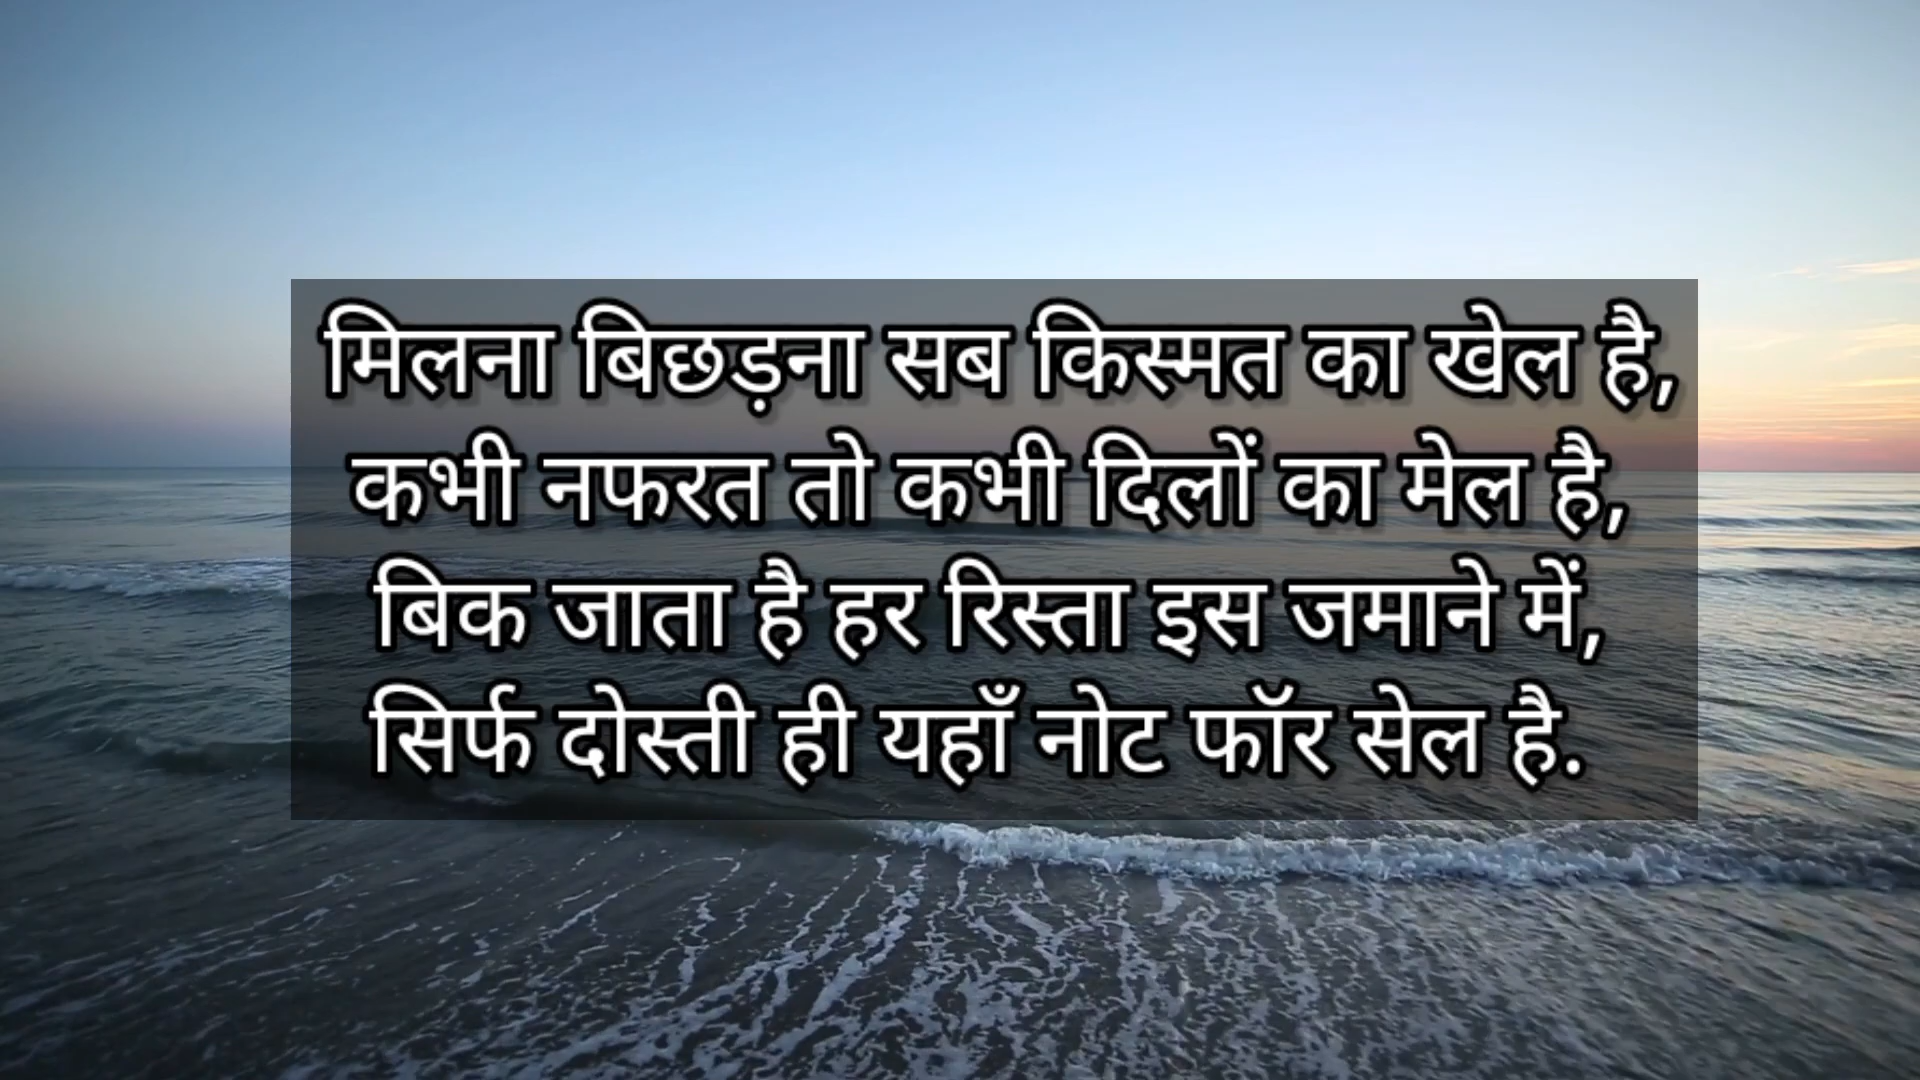 मिलना बिछड़ना सब किस्मत का खेल है,
कभी नफरत तो कभी दिलों का मेल है,
बिक जाता है हर रिस्ता इस जमाने में,
सिर्फ दोस्ती ही यहाँ नोट फॉर सेल है.